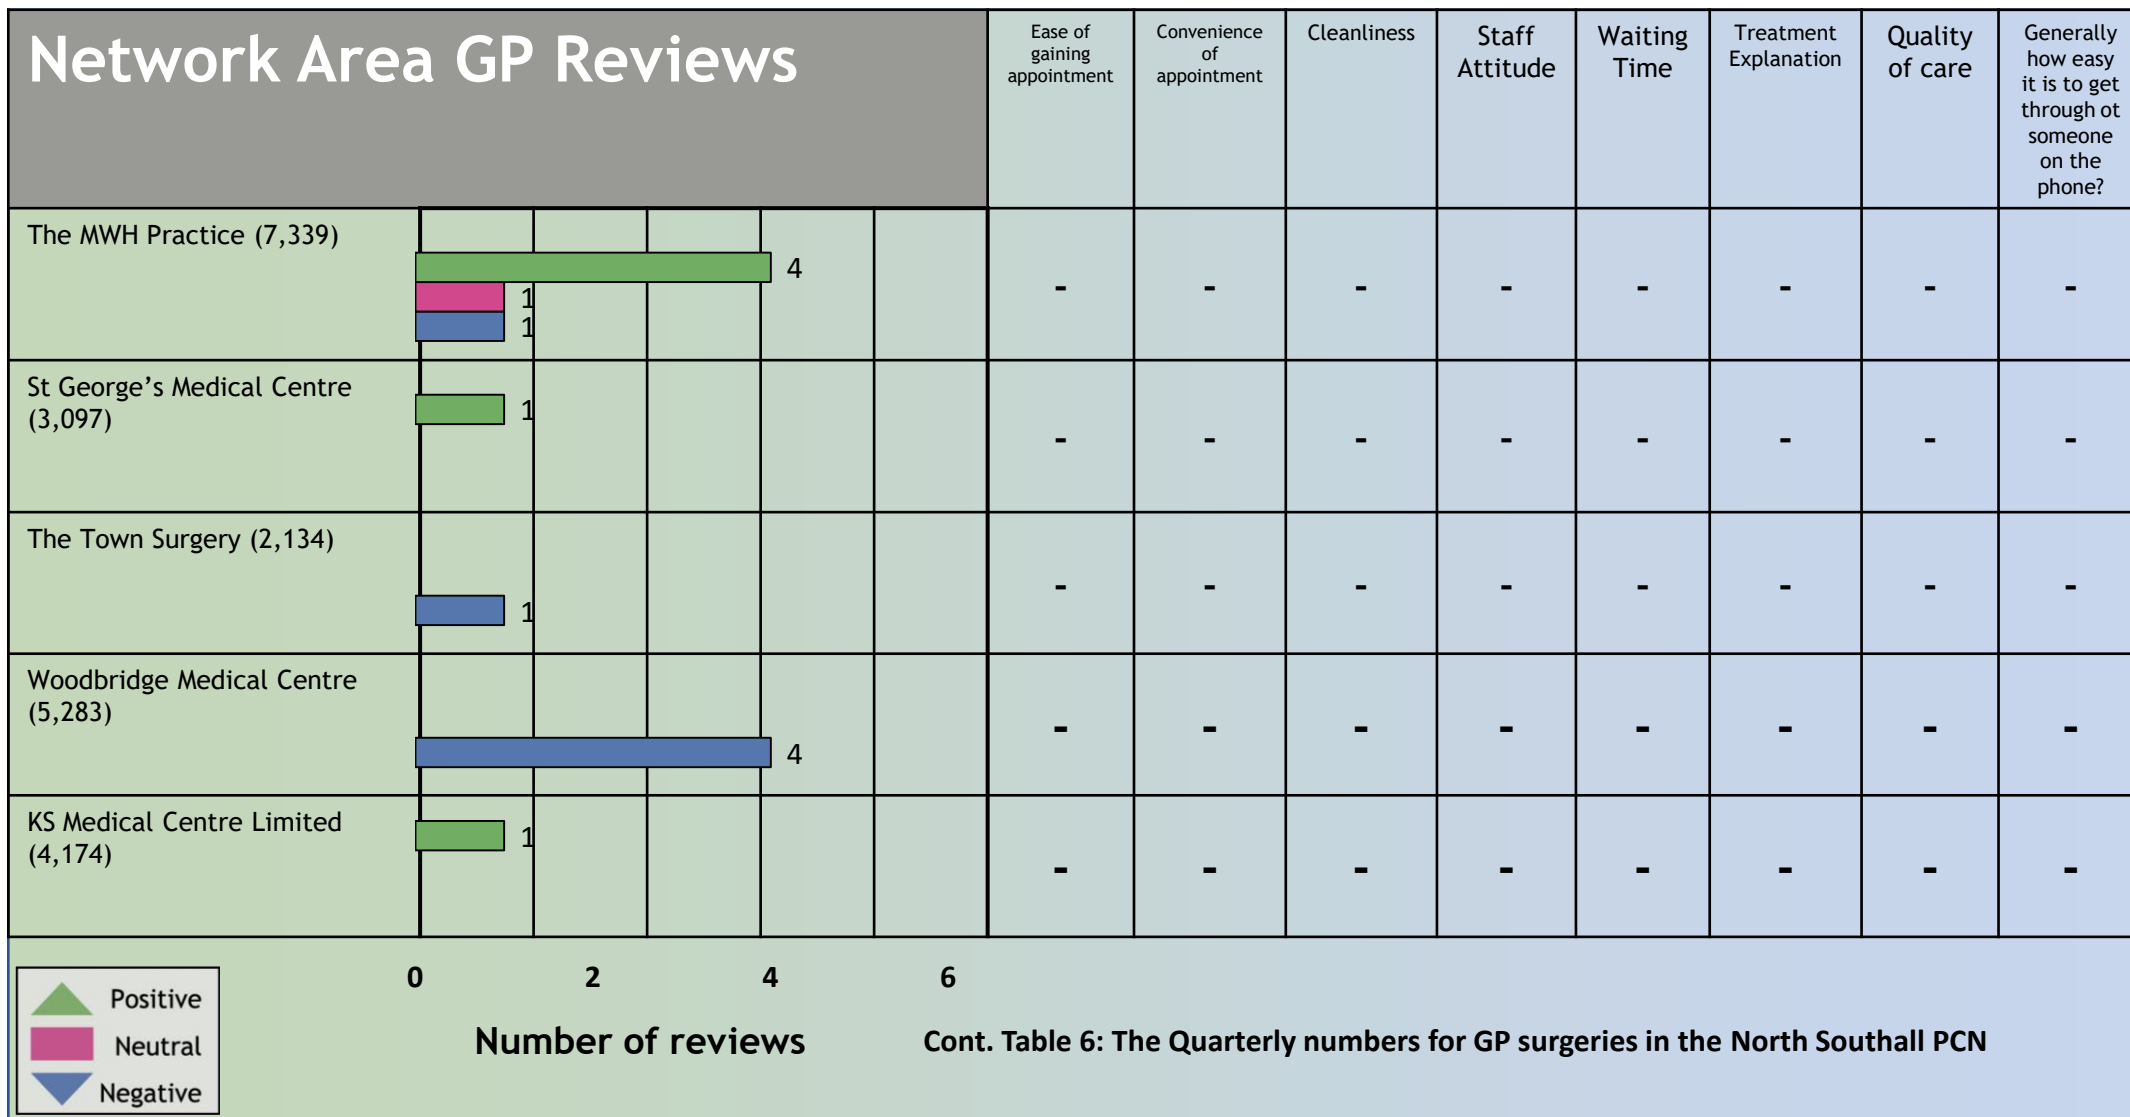 Network Area GP Reviews
Ease of
gaining
appointment
Convenience
of
appointment
Cleanliness
Staff
Attitude
Waiting
Time
Treatment
Explanation
Quality
of care
Generally
how easy
it is to get
through ot
someone
on the
phone?
The MWH Practice (7,339)
4
1
1
- - - - - - - -
St George’s Medical Centre
(3,097)
1
- - - - - - - -
The Town Surgery (2,134)
1
- - - - - - - -
Woodbridge Medical Centre
(5,283)
4
- - - - - - - -
KS Medical Centre Limited
(4,174)
1
- - - - - - - -
0 2 4 6
Positive
Neutral
Negative
Number of reviews
Cont. Table 6: The Quarterly numbers for GP surgeries in the North Southall PCN